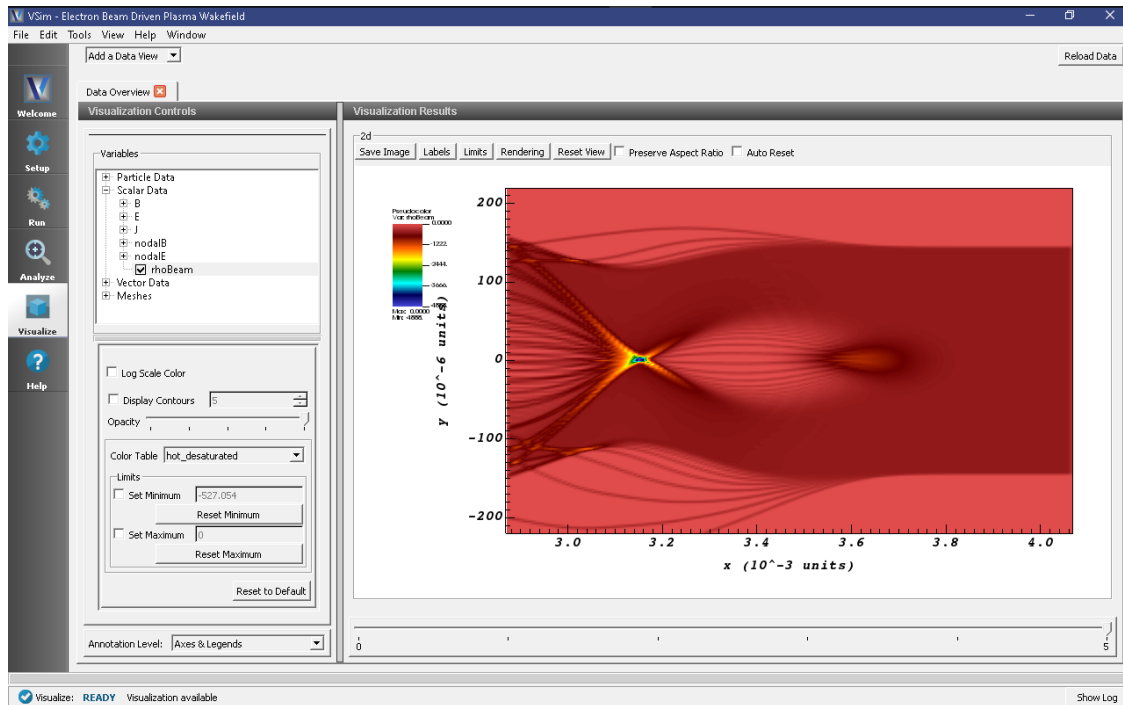 VSim - Electron Beam Driven Plasma Wakefield
File Edit Tools View Help Window
Add a Data View
Reload Data
Data Overview
Welcome
Setup
Run
Analyze
Visualize
Help
Visualization Controls
Variables
Particle Data
Scalar Data
B
E
J
nodalB
nodalE
rhoBeam
Vector Data
Meshes
Log Scale Color
Display Contours 5
Opacity
Color Table hot_desaturated
Limits
Set Minimum -527.054
Reset Minimum
Set Maximum 0
Reset Maximum
Reset to Default
Annotation Level: Axes & Legends
Visualization Results
2d
Save Image Labels Limits Rendering Reset View Preserve Aspect Ratio Auto Reset
Pseudocolor
Var: rhoBeam
0.0000
-1222.
-2444.
-3666.
-4888.
Max: 0.0000
Min: -4888.
y (10^-6 units)
200
100
0
-100
-200
3.0 3.2 3.4 3.6 3.8 4.0
x (10^-3 units)
0 5
Visualize: READY Visualization available
Show Log